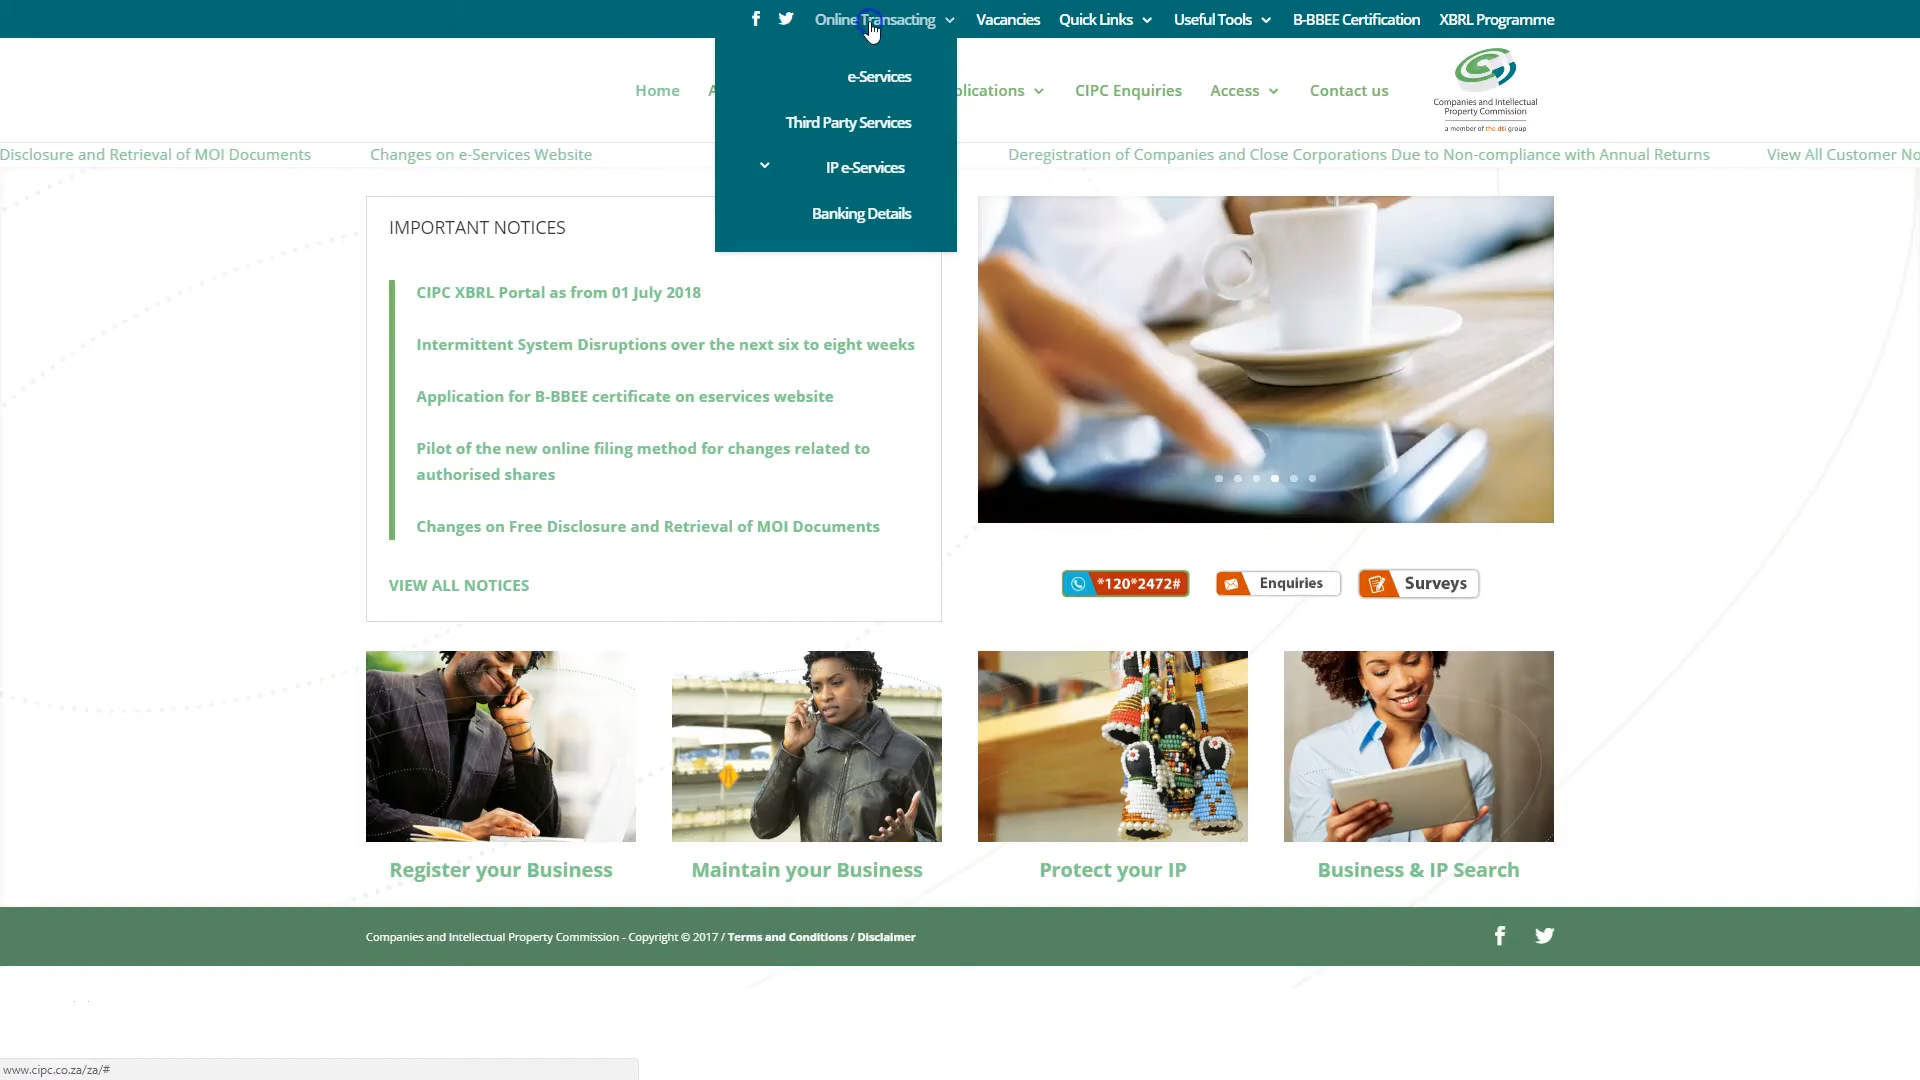 Online Transacting
Vacancies
Quick Links
Useful Tools
B-BBEE Certification
XBRL Programme
e-Services
Third Party Services
IP e-Services
Banking Details
Home
CIPC Enquiries
Access
Contact us
Companies and Intellectual
Property Commission
a member of the dti group
Disclosure and Retrieval of MOI Documents
Changes on e-Services Website
Deregistration of Companies and Close Corporations Due to Non-compliance with Annual Returns
View All Customer No
IMPORTANT NOTICES
CIPC XBRL Portal as from 01 July 2018
Intermittent System Disruptions over the next six to eight weeks
Application for B-BBEE certificate on eservices website
Pilot of the new online filing method for changes related to
authorised shares
Changes on Free Disclosure and Retrieval of MOI Documents
VIEW ALL NOTICES
*120*2472#
Enquiries
Surveys
Register your Business
Maintain your Business
Protect your IP
Business & IP Search
Companies and Intellectual Property Commission - Copyright © 2017 / Terms and Conditions / Disclaimer
www.cipc.co.za/za/#